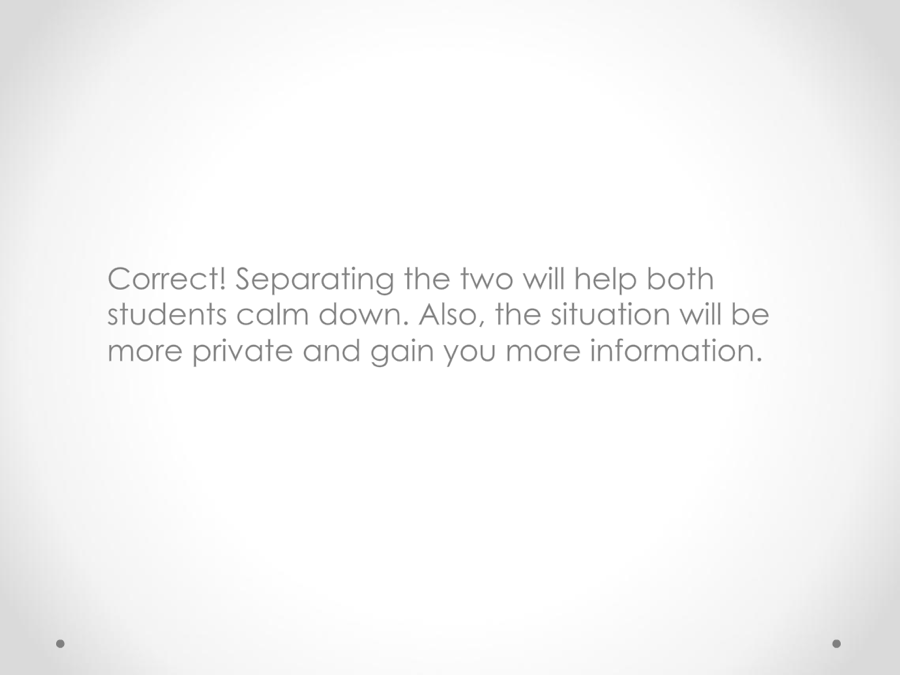 Correct! Separating the two will help both
students calm down. Also, the situation will be
more private and gain you more information.